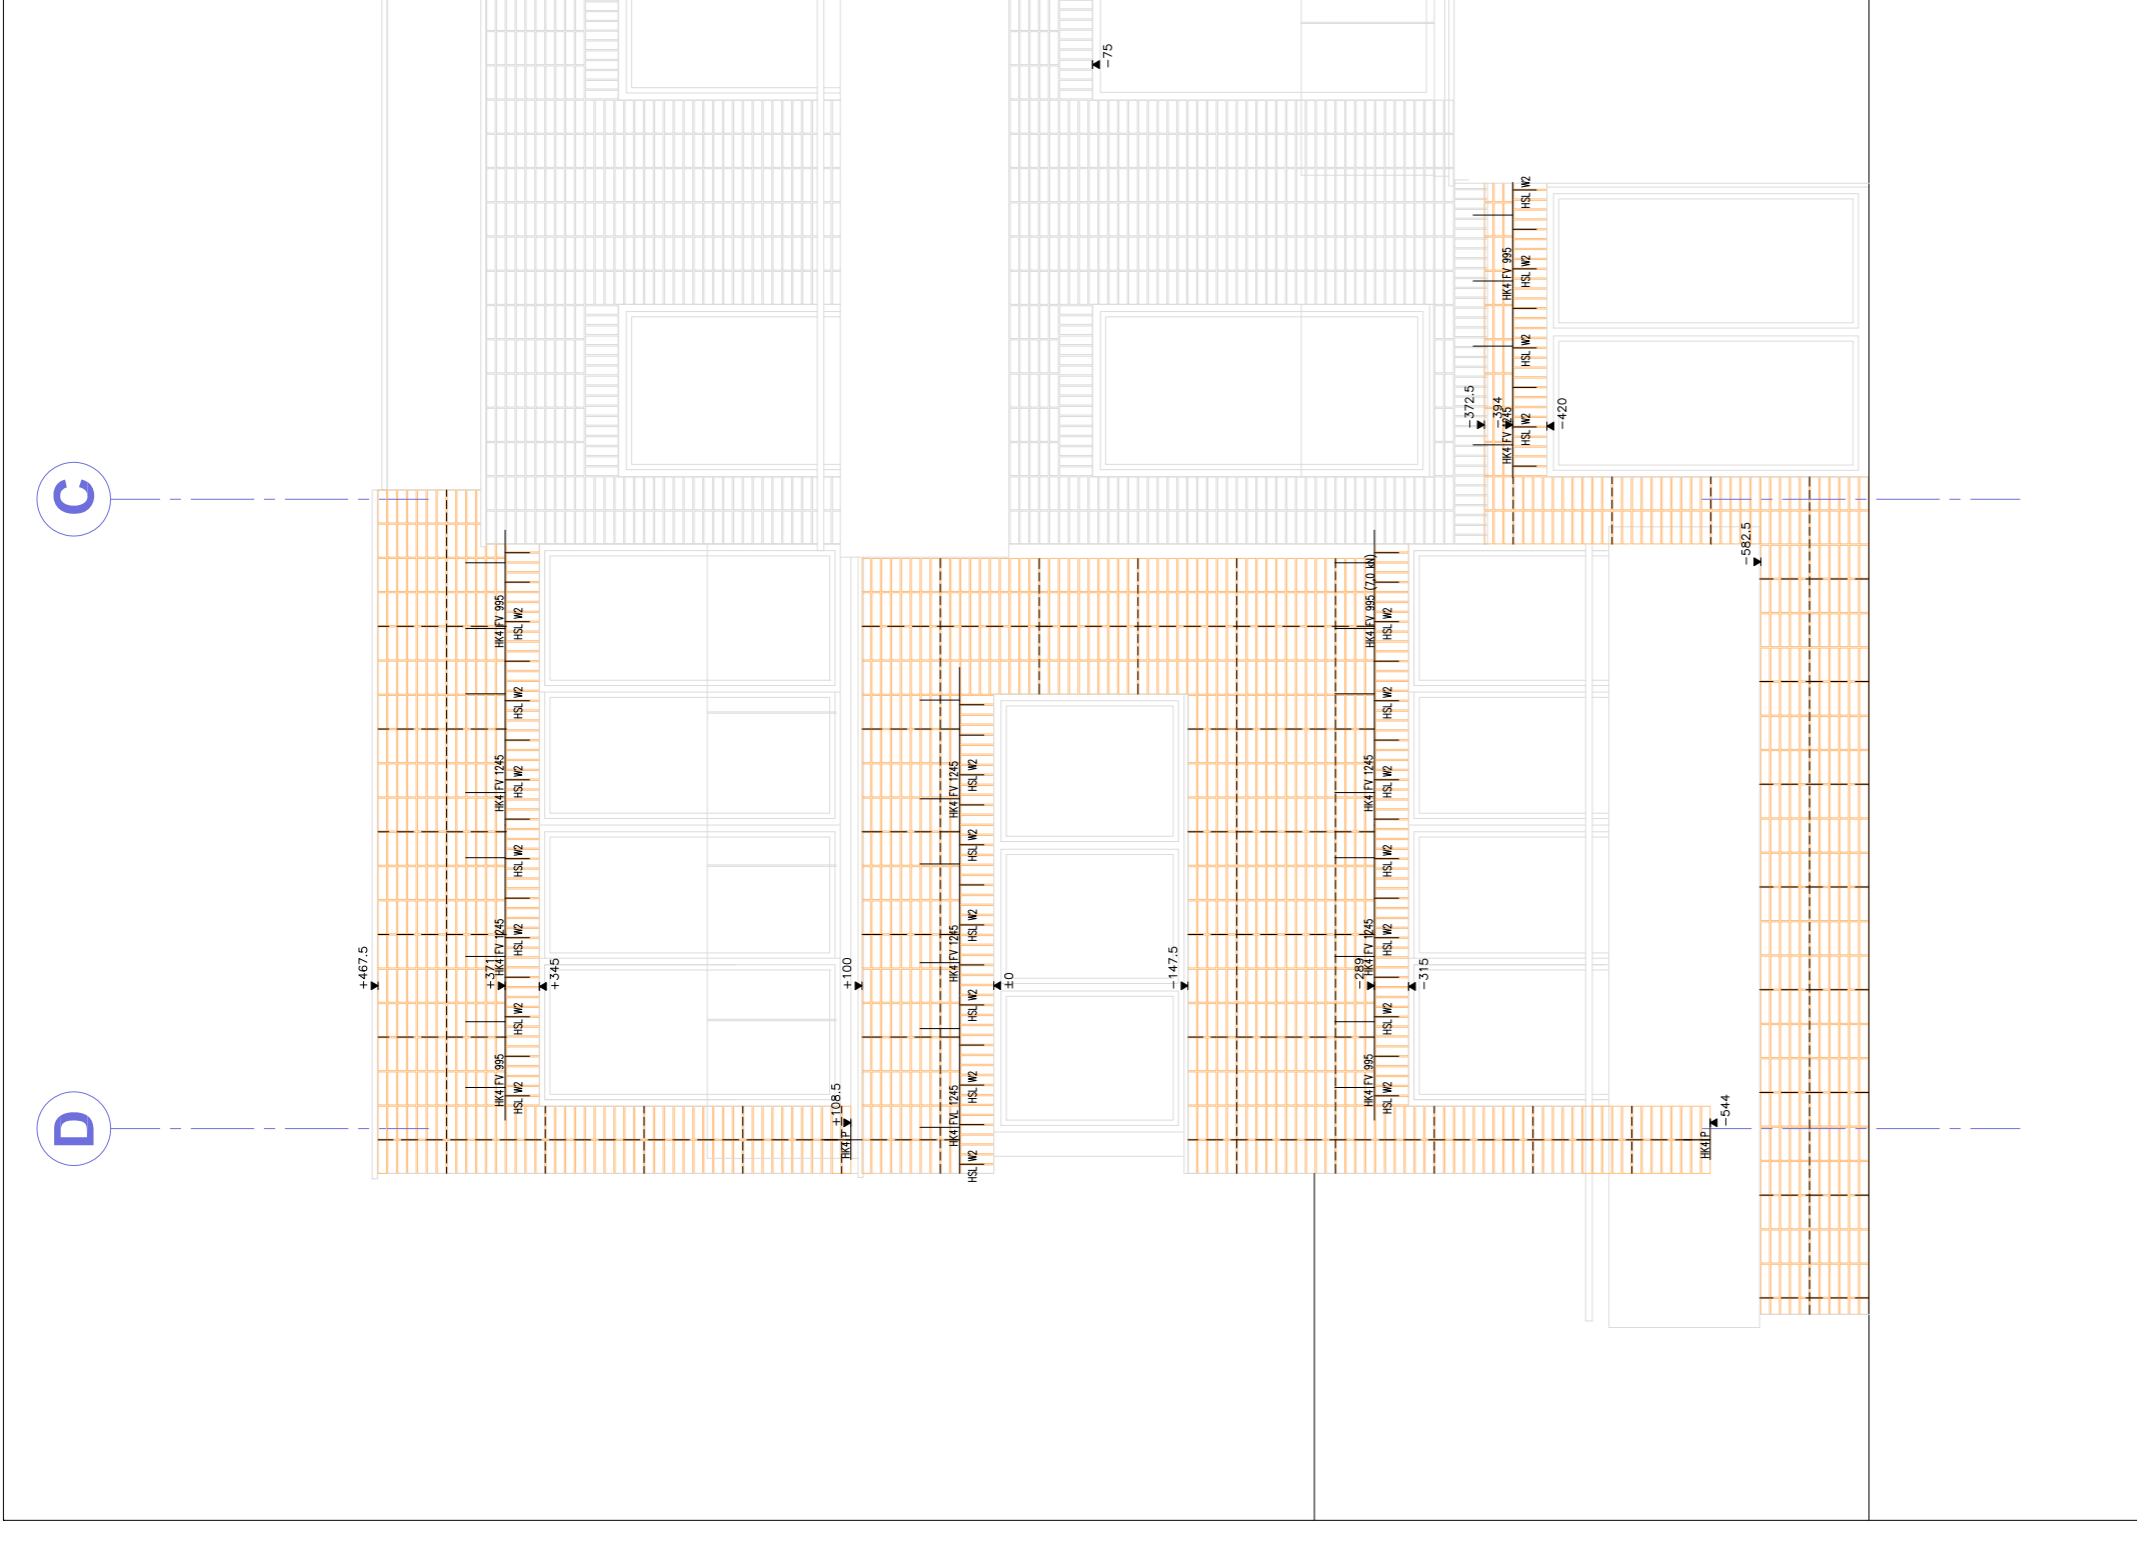 C
D
-75
+467.5
+371
+345
HK4 FV 995
HK4 FV 1245
HK4 FV 1245
HK4 FV 995
HSL W2
HSL W2
HSL W2
HSL W2
HSL W2
HSL W2
HSL W2
+108.5
HK4 P
+100
±0
HK4 FV 1245
HK4 FV 1245
HK4 FVL 1245
HSL W2
HSL W2
HSL W2
HSL W2
HSL W2
HSL W2
-147.5
-289
-315
HK4 FV 995 (7,0 kN)
HK4 FV 1245
HK4 FV 1245
HK4 FV 995
HSL W2
HSL W2
HSL W2
HSL W2
HSL W2
HSL W2
HSL W2
-372.5
-394
-420
HK4 FV 995
HK4 FV 1245
HSL W2
HSL W2
HSL W2
HSL W2
-544
HK4 P
-582.5